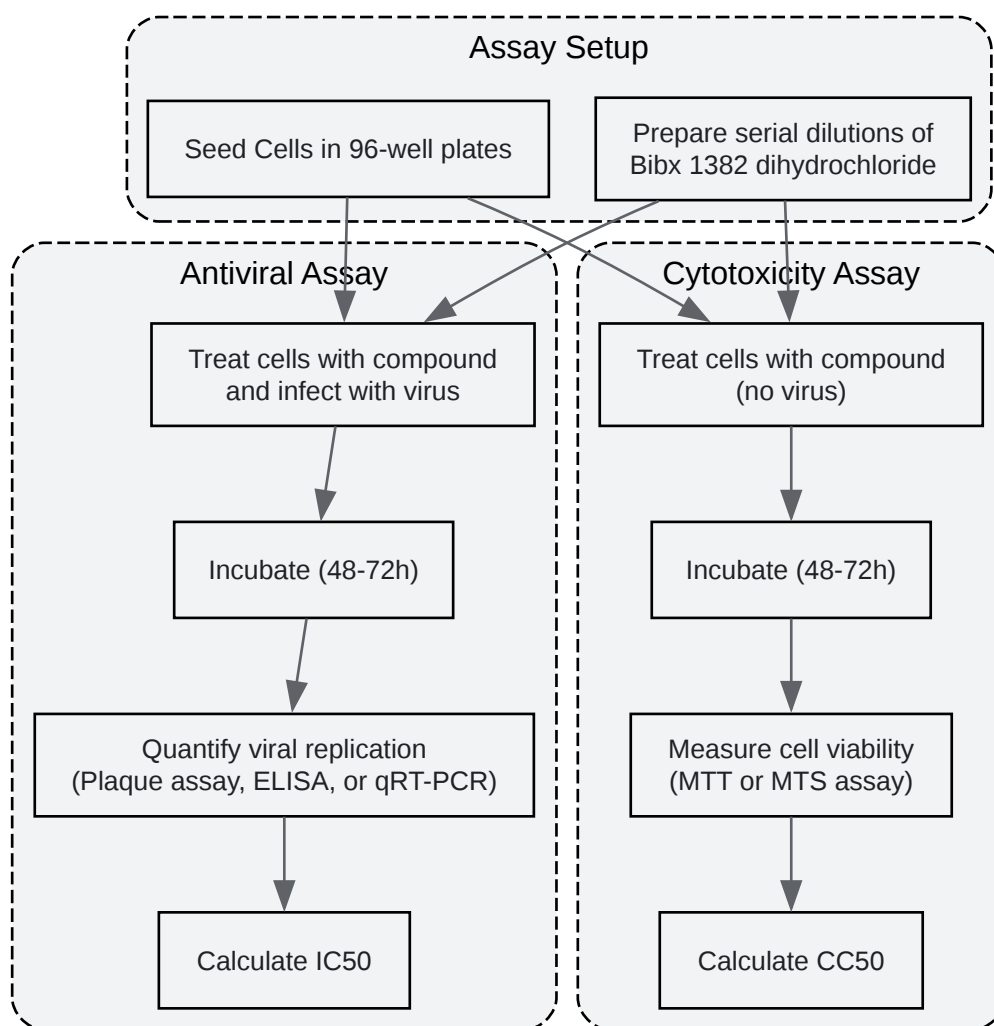 Assay Setup
Seed Cells in 96-well plates
Prepare serial dilutions of
Bibx 1382 dihydrochloride
Antiviral Assay
Treat cells with compound
and infect with virus
Incubate (48-72h)
Quantify viral replication
(Plaque assay, ELISA, or qRT-PCR)
Calculate IC50
Cytotoxicity Assay
Treat cells with compound
(no virus)
Incubate (48-72h)
Measure cell viability
(MTT or MTS assay)
Calculate CC50